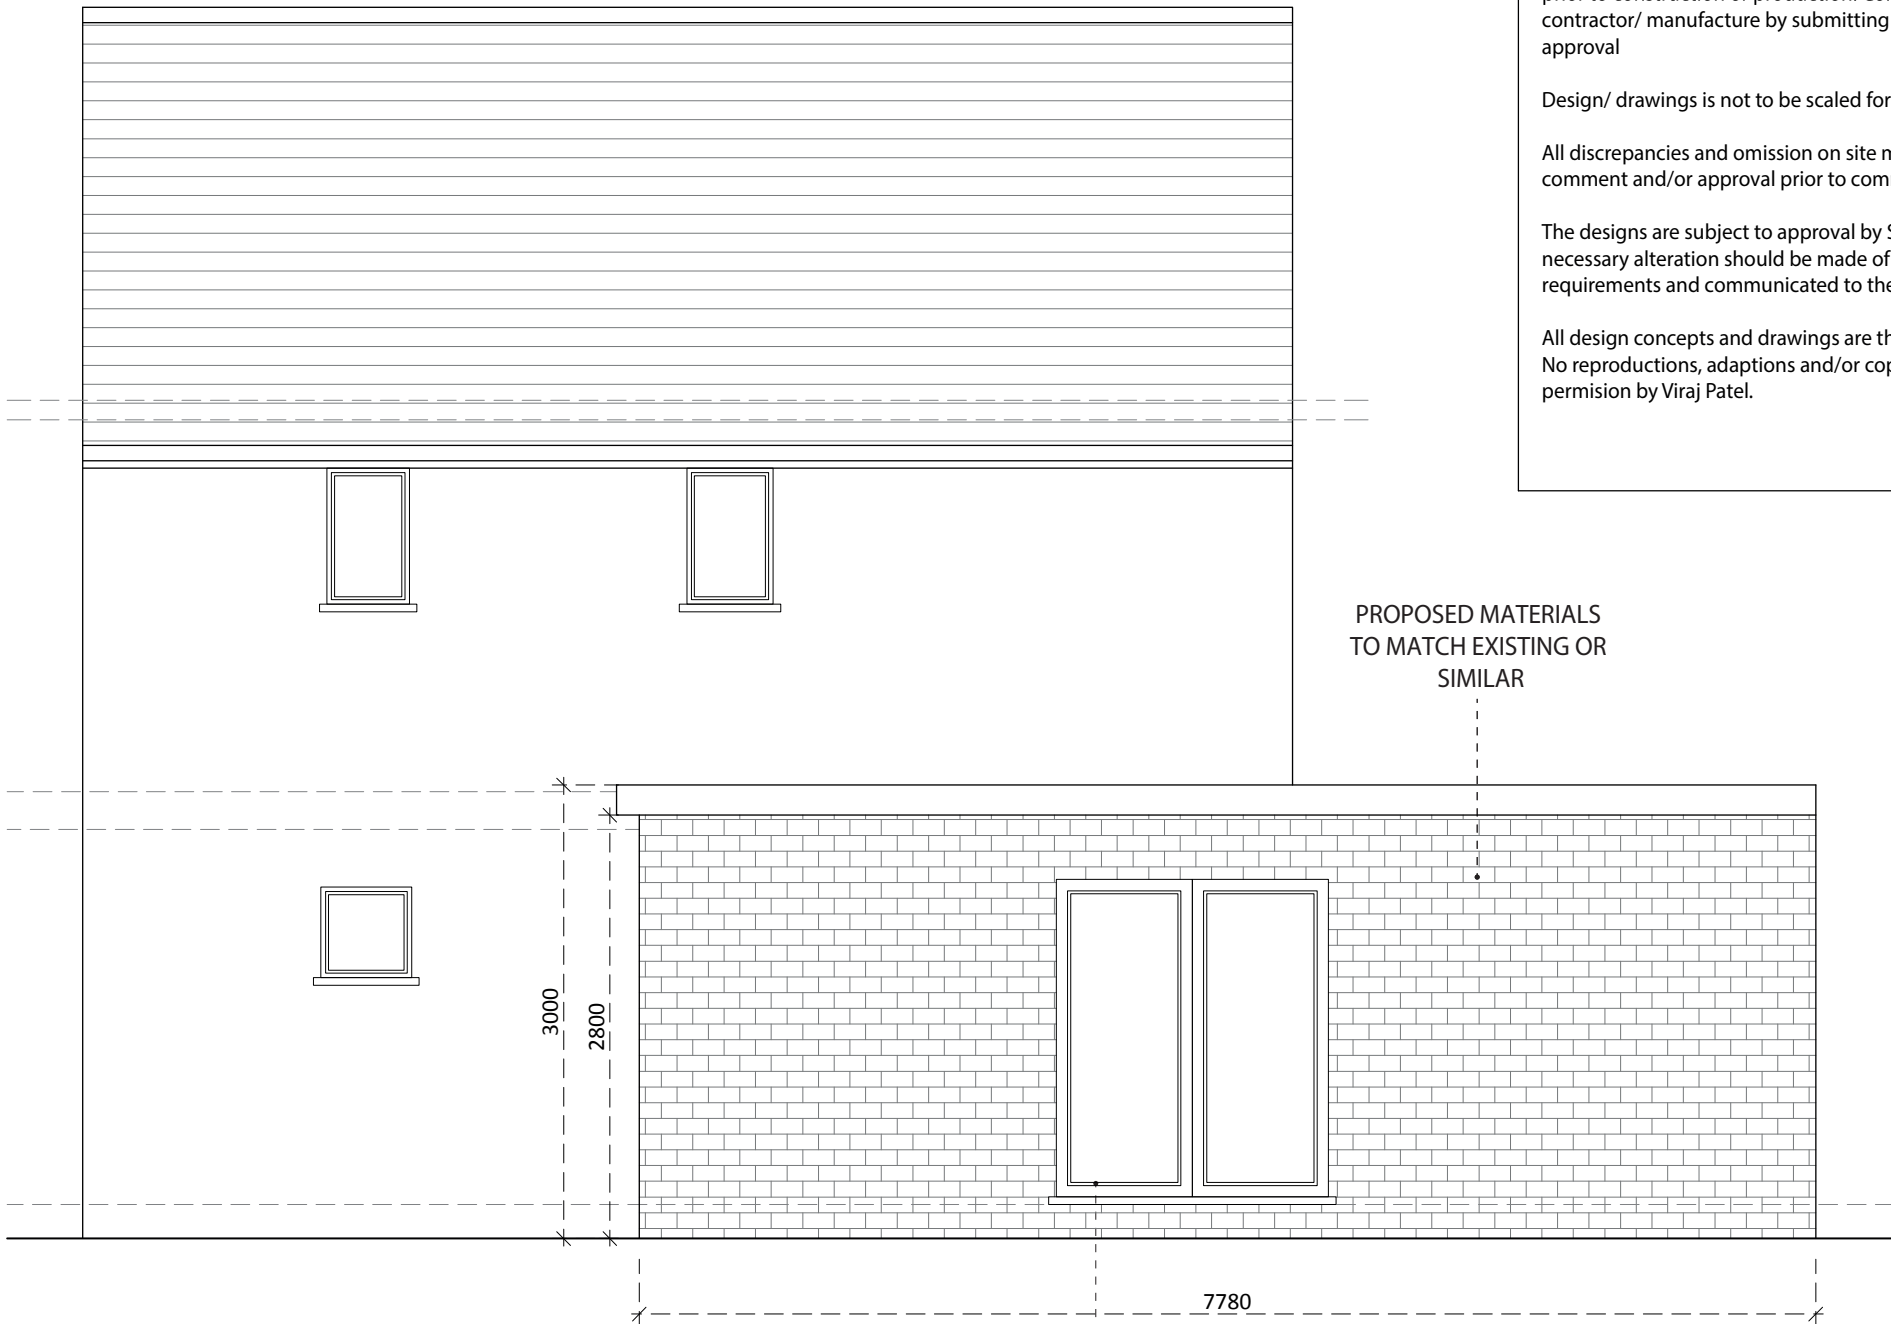 contractor/ manufacture by submitting
approval
Design/ drawings is not to be scaled for
All discrepancies and omission on site
comment and/or approval prior to
The designs are subject to approval by
necessary alteration should be made of
requirements and communicated to the
All design concepts and drawings are
No reproductions, adaptions and/or
permision by Viraj Patel.
PROPOSED MATERIALS
TO MATCH EXISTING OR
SIMILAR
3000
2800
7780